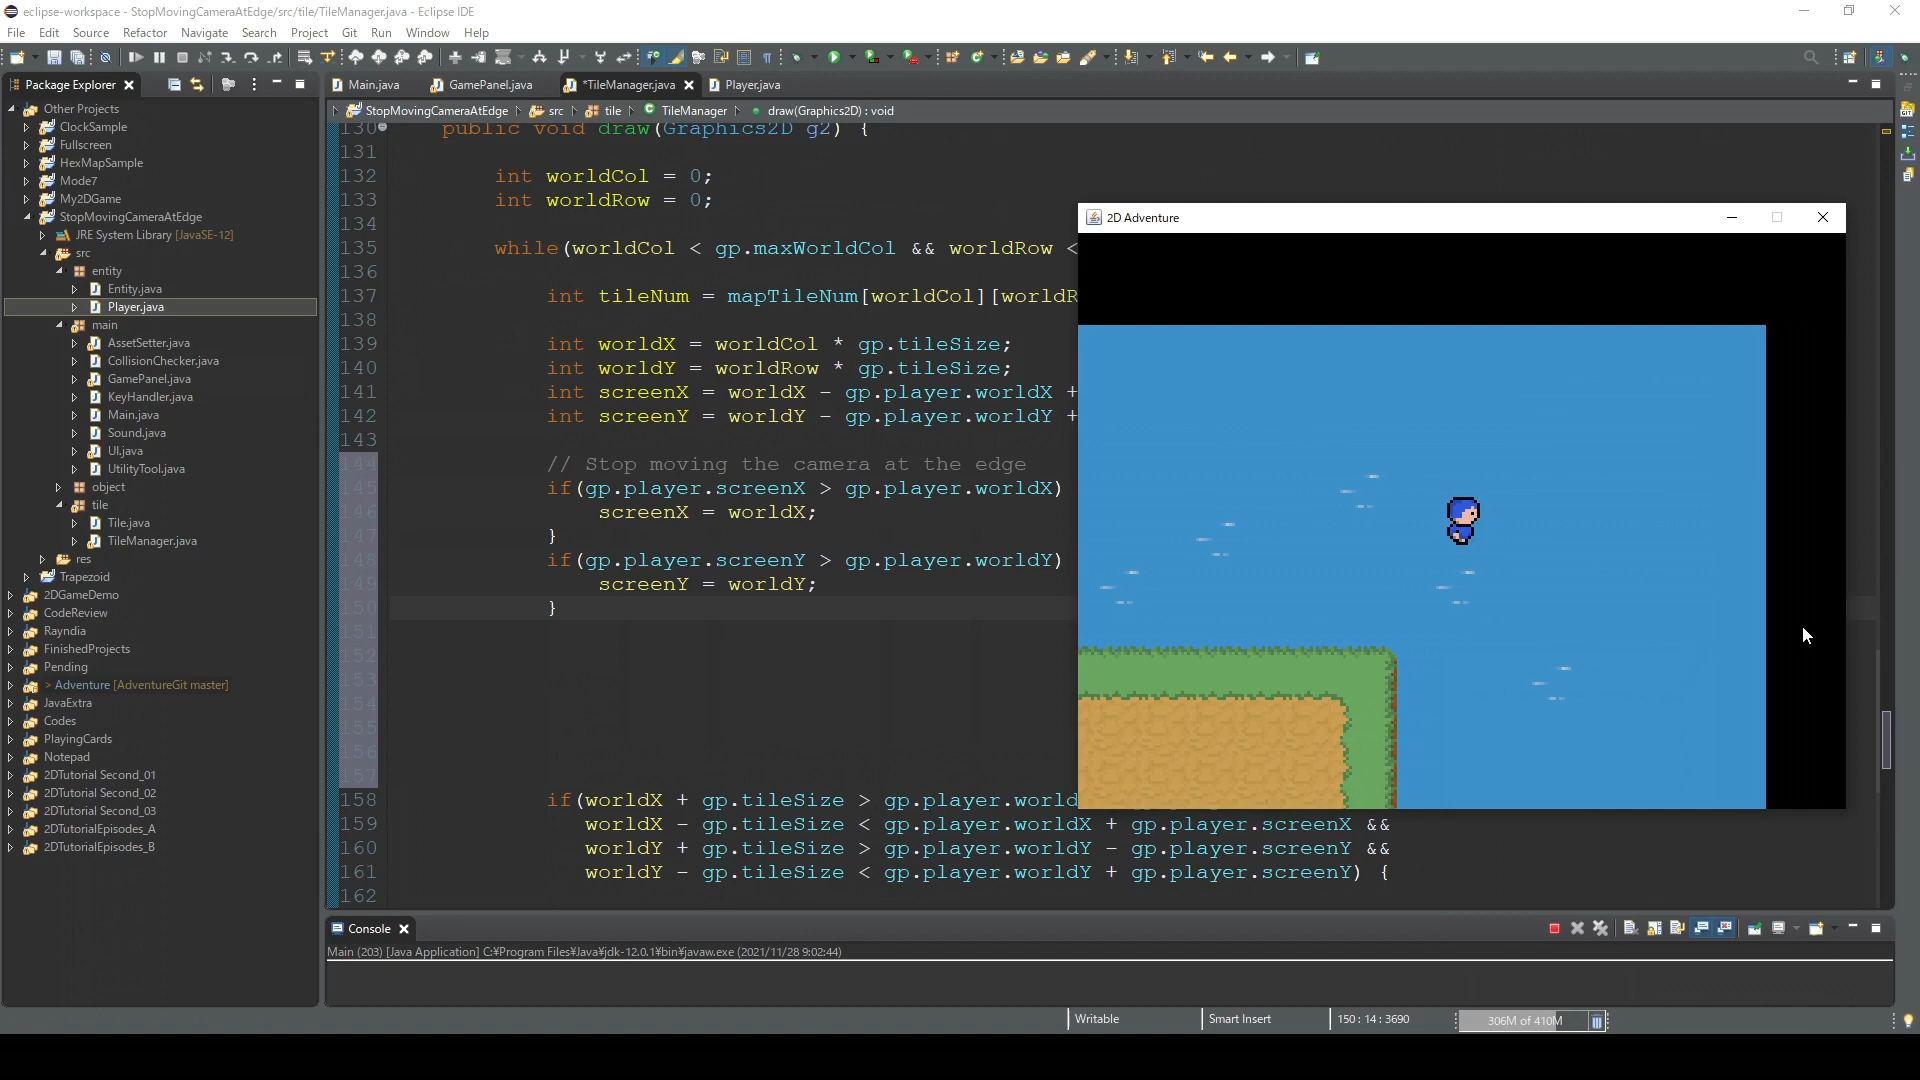 eclipse-workspace - StopMovingCameraAtEdge/src/tile/TileManager.java - Eclipse IDE
File Edit Source Refactor Navigate Search Project Git Run Window Help
Package Explorer
Main.java GamePanel.java *TileManager.java Player.java
StopMovingCameraAtEdge src tile TileManager draw(Graphics2D) : void
Other Projects
ClockSample
Fullscreen
HexMapSample
Mode7
My2DGame
StopMovingCameraAtEdge
JRE System Library [JavaSE-12]
src
entity
Entity.java
Player.java
main
AssetSetter.java
CollisionChecker.java
GamePanel.java
KeyHandler.java
Main.java
Sound.java
UI.java
UtilityTool.java
object
tile
Tile.java
TileManager.java
res
Trapezoid
2DGameDemo
CodeReview
Rayndia
FinishedProjects
Pending
> Adventure [AdventureGit master]
JavaExtra
Codes
PlayingCards
Notepad
2DTutorial Second_01
2DTutorial Second_02
2DTutorial Second_03
2DTutorialEpisodes_A
2DTutorialEpisodes_B
130 public void draw(Graphics2D g2) {
131
132 int worldCol = 0;
133 int worldRow = 0;
134
135 while(worldCol < gp.maxWorldCol && worldRow <
136
137 int tileNum = mapTileNum[worldCol][worldR
138
139 int worldX = worldCol * gp.tileSize;
140 int worldY = worldRow * gp.tileSize;
141 int screenX = worldX - gp.player.worldX +
142 int screenY = worldY - gp.player.worldY +
143
144 // Stop moving the camera at the edge
145 if(gp.player.screenX > gp.player.worldX)
146 screenX = worldX;
147 }
148 if(gp.player.screenY > gp.player.worldY)
149 screenY = worldY;
150 }
151
152
153
154
155
156
157
158 if(worldX + gp.tileSize > gp.player.world
159 worldX - gp.tileSize < gp.player.worldX + gp.player.screenX &&
160 worldY + gp.tileSize > gp.player.worldY - gp.player.screenY &&
161 worldY - gp.tileSize < gp.player.worldY + gp.player.screenY) {
162
2D Adventure
Console
Main (203) [Java Application] C:¥Program Files¥Java¥jdk-12.0.1¥bin¥javaw.exe (2021/11/28 9:02:44)
Writable Smart Insert 150 : 14 : 3690 306M of 410M